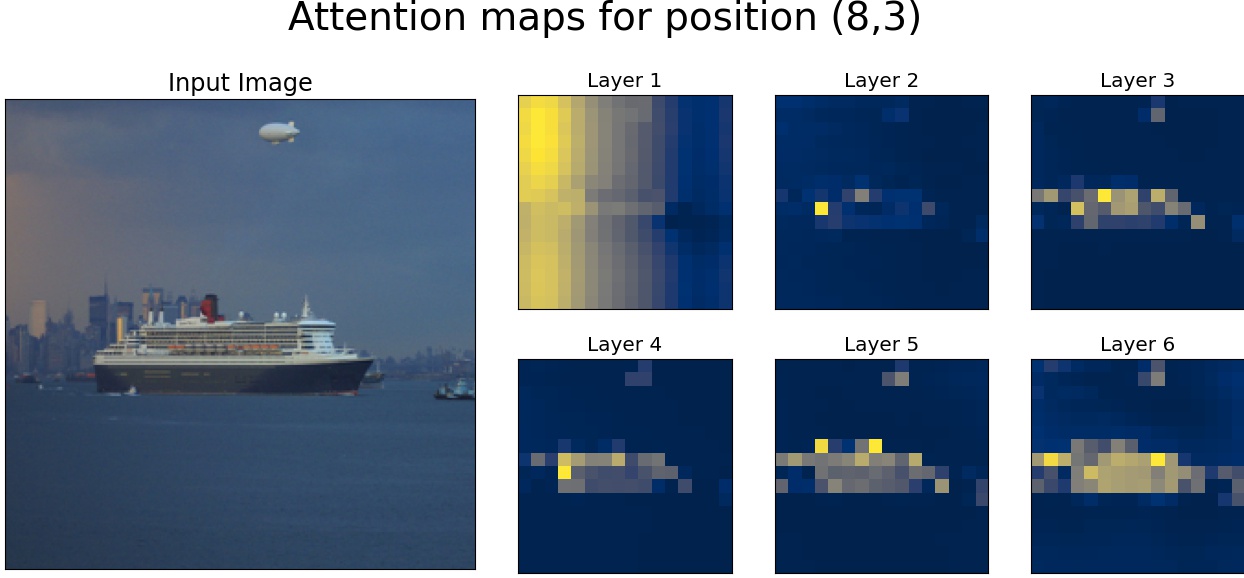 Attention maps for position (8,3)
Input Image
Layer 1
Layer 2
Layer 3
Layer 4
Layer 5
Layer 6